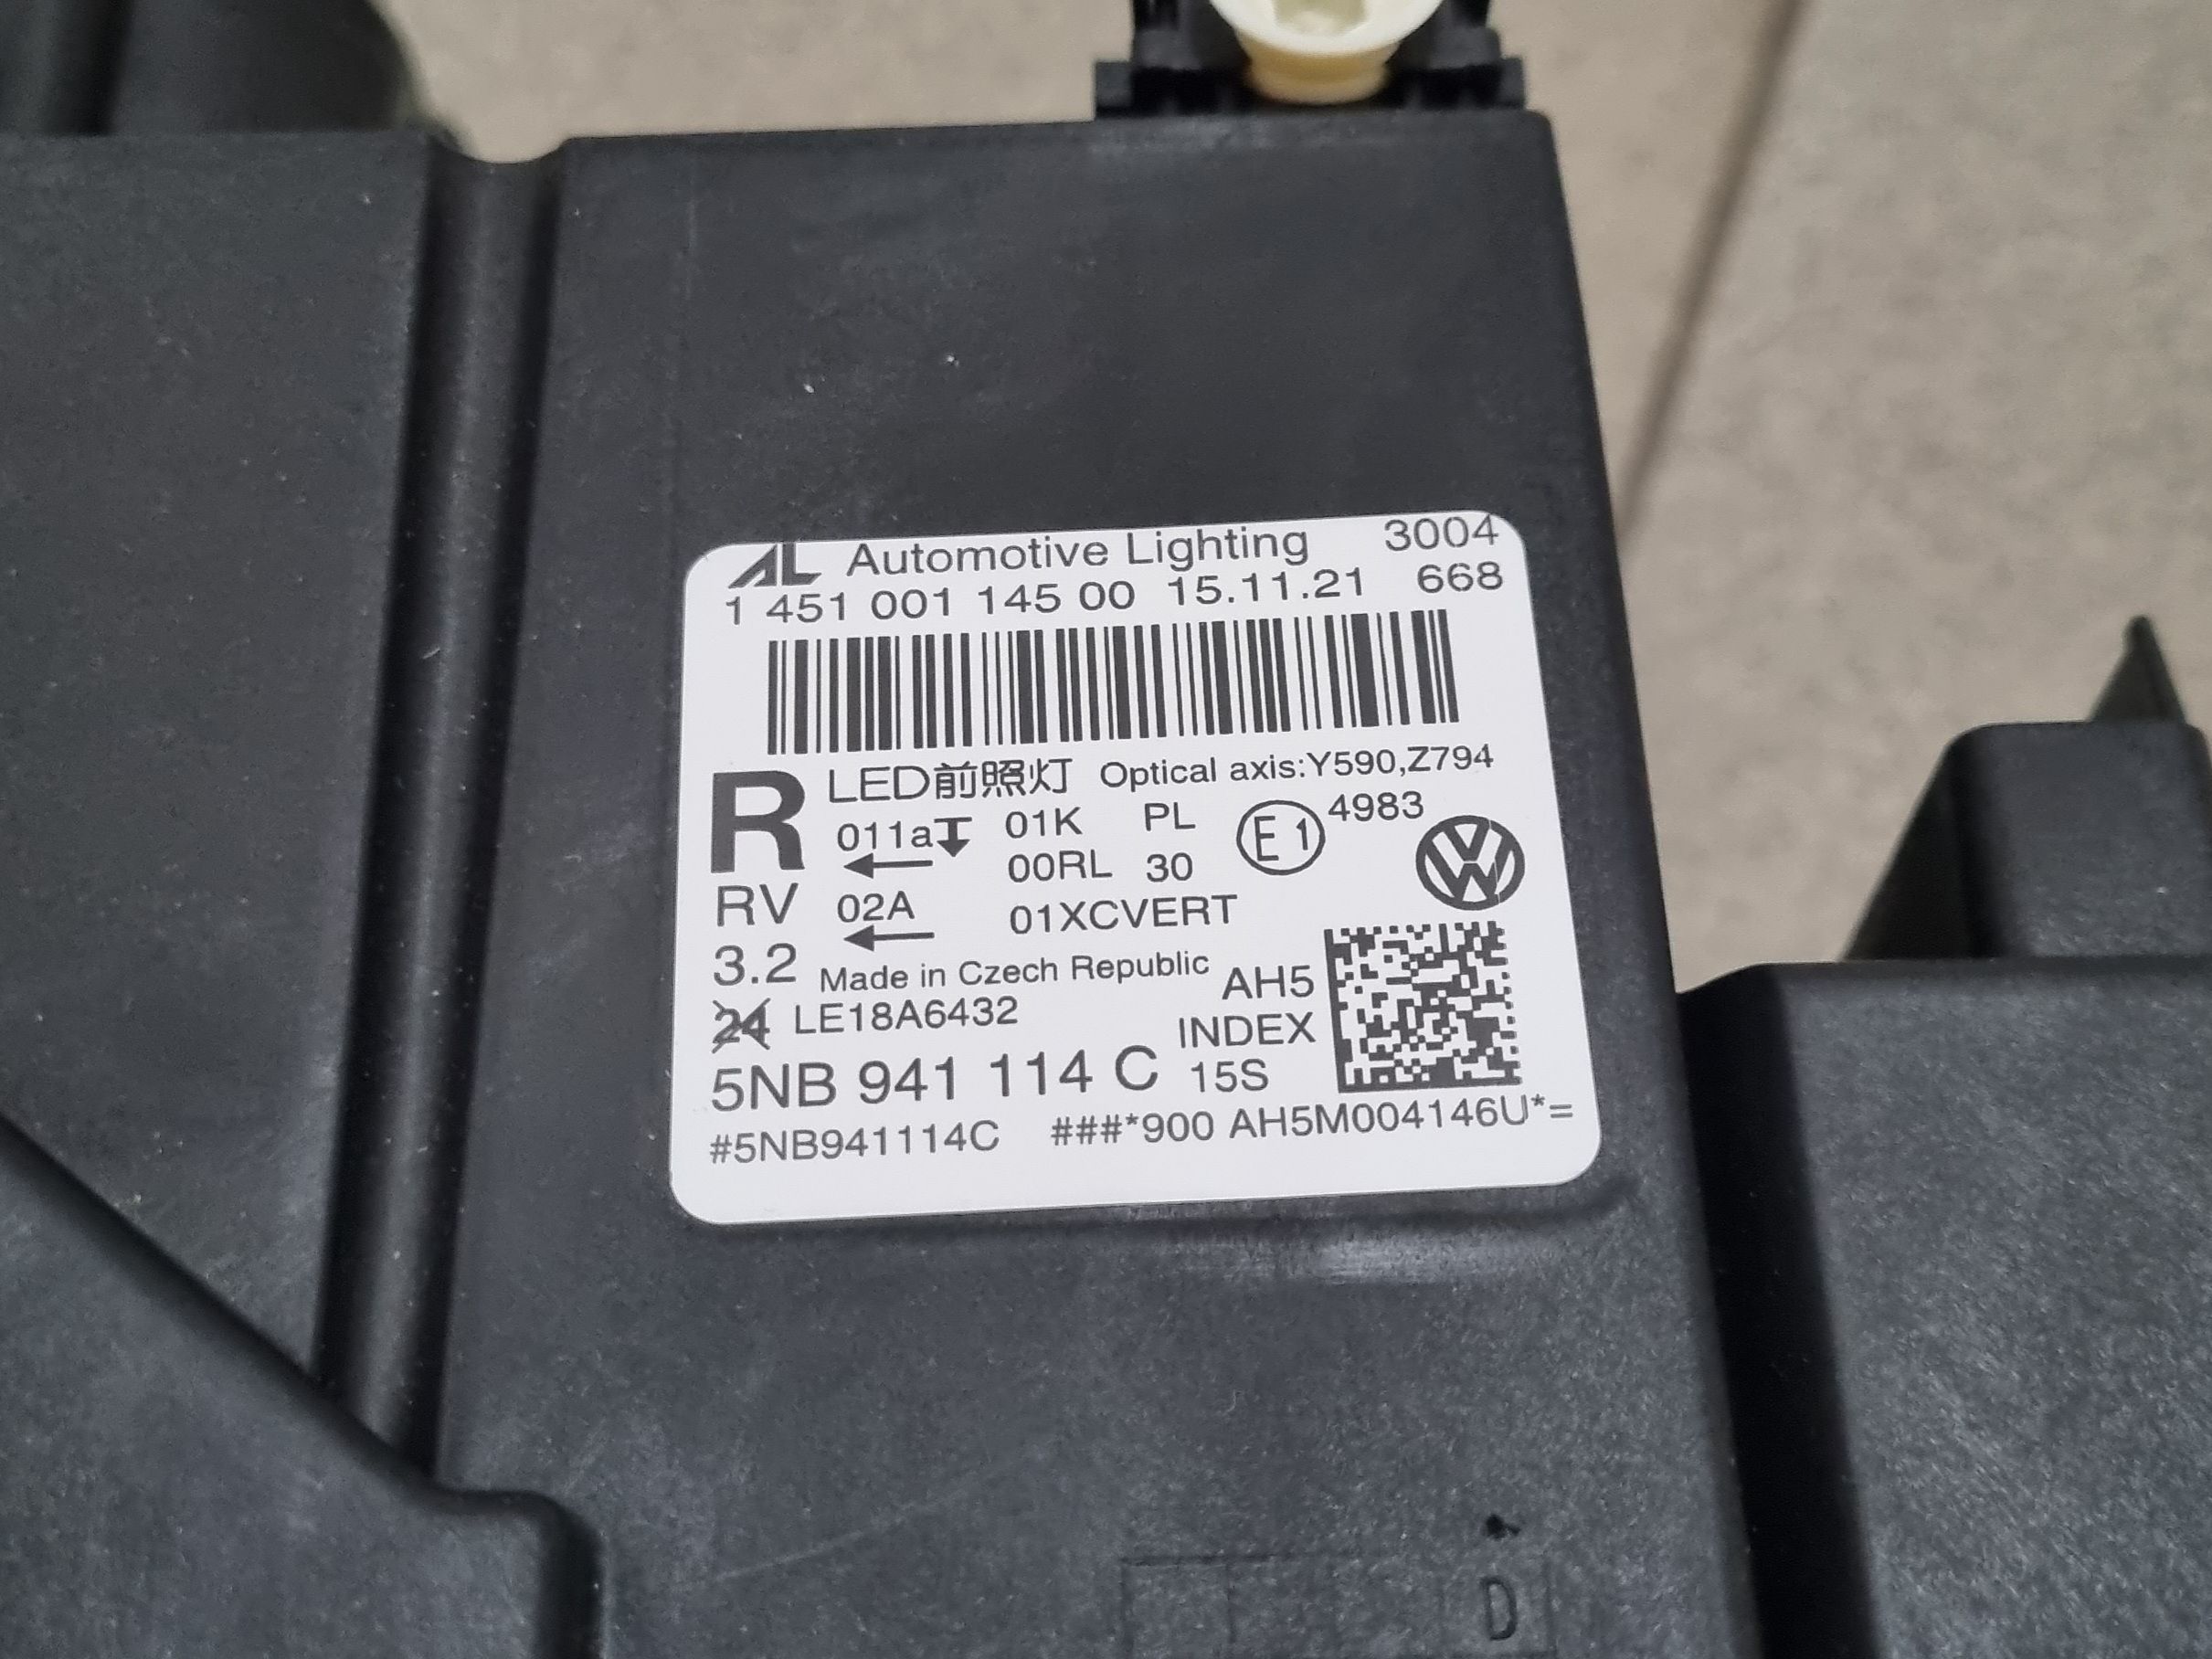 AL Automotive Lighting 3004
1 451 001 145 00 15.11.21 668
R LED前照灯 Optical axis:Y590,Z794
011a 01K PL E1 4983
00RL 30
RV 02A 01XCVERT
3.2 Made in Czech Republic AH5
24 LE18A6432 INDEX
5NB 941 114 C 15S
#5NB941114C ###*900 AH5M004146U*=
D